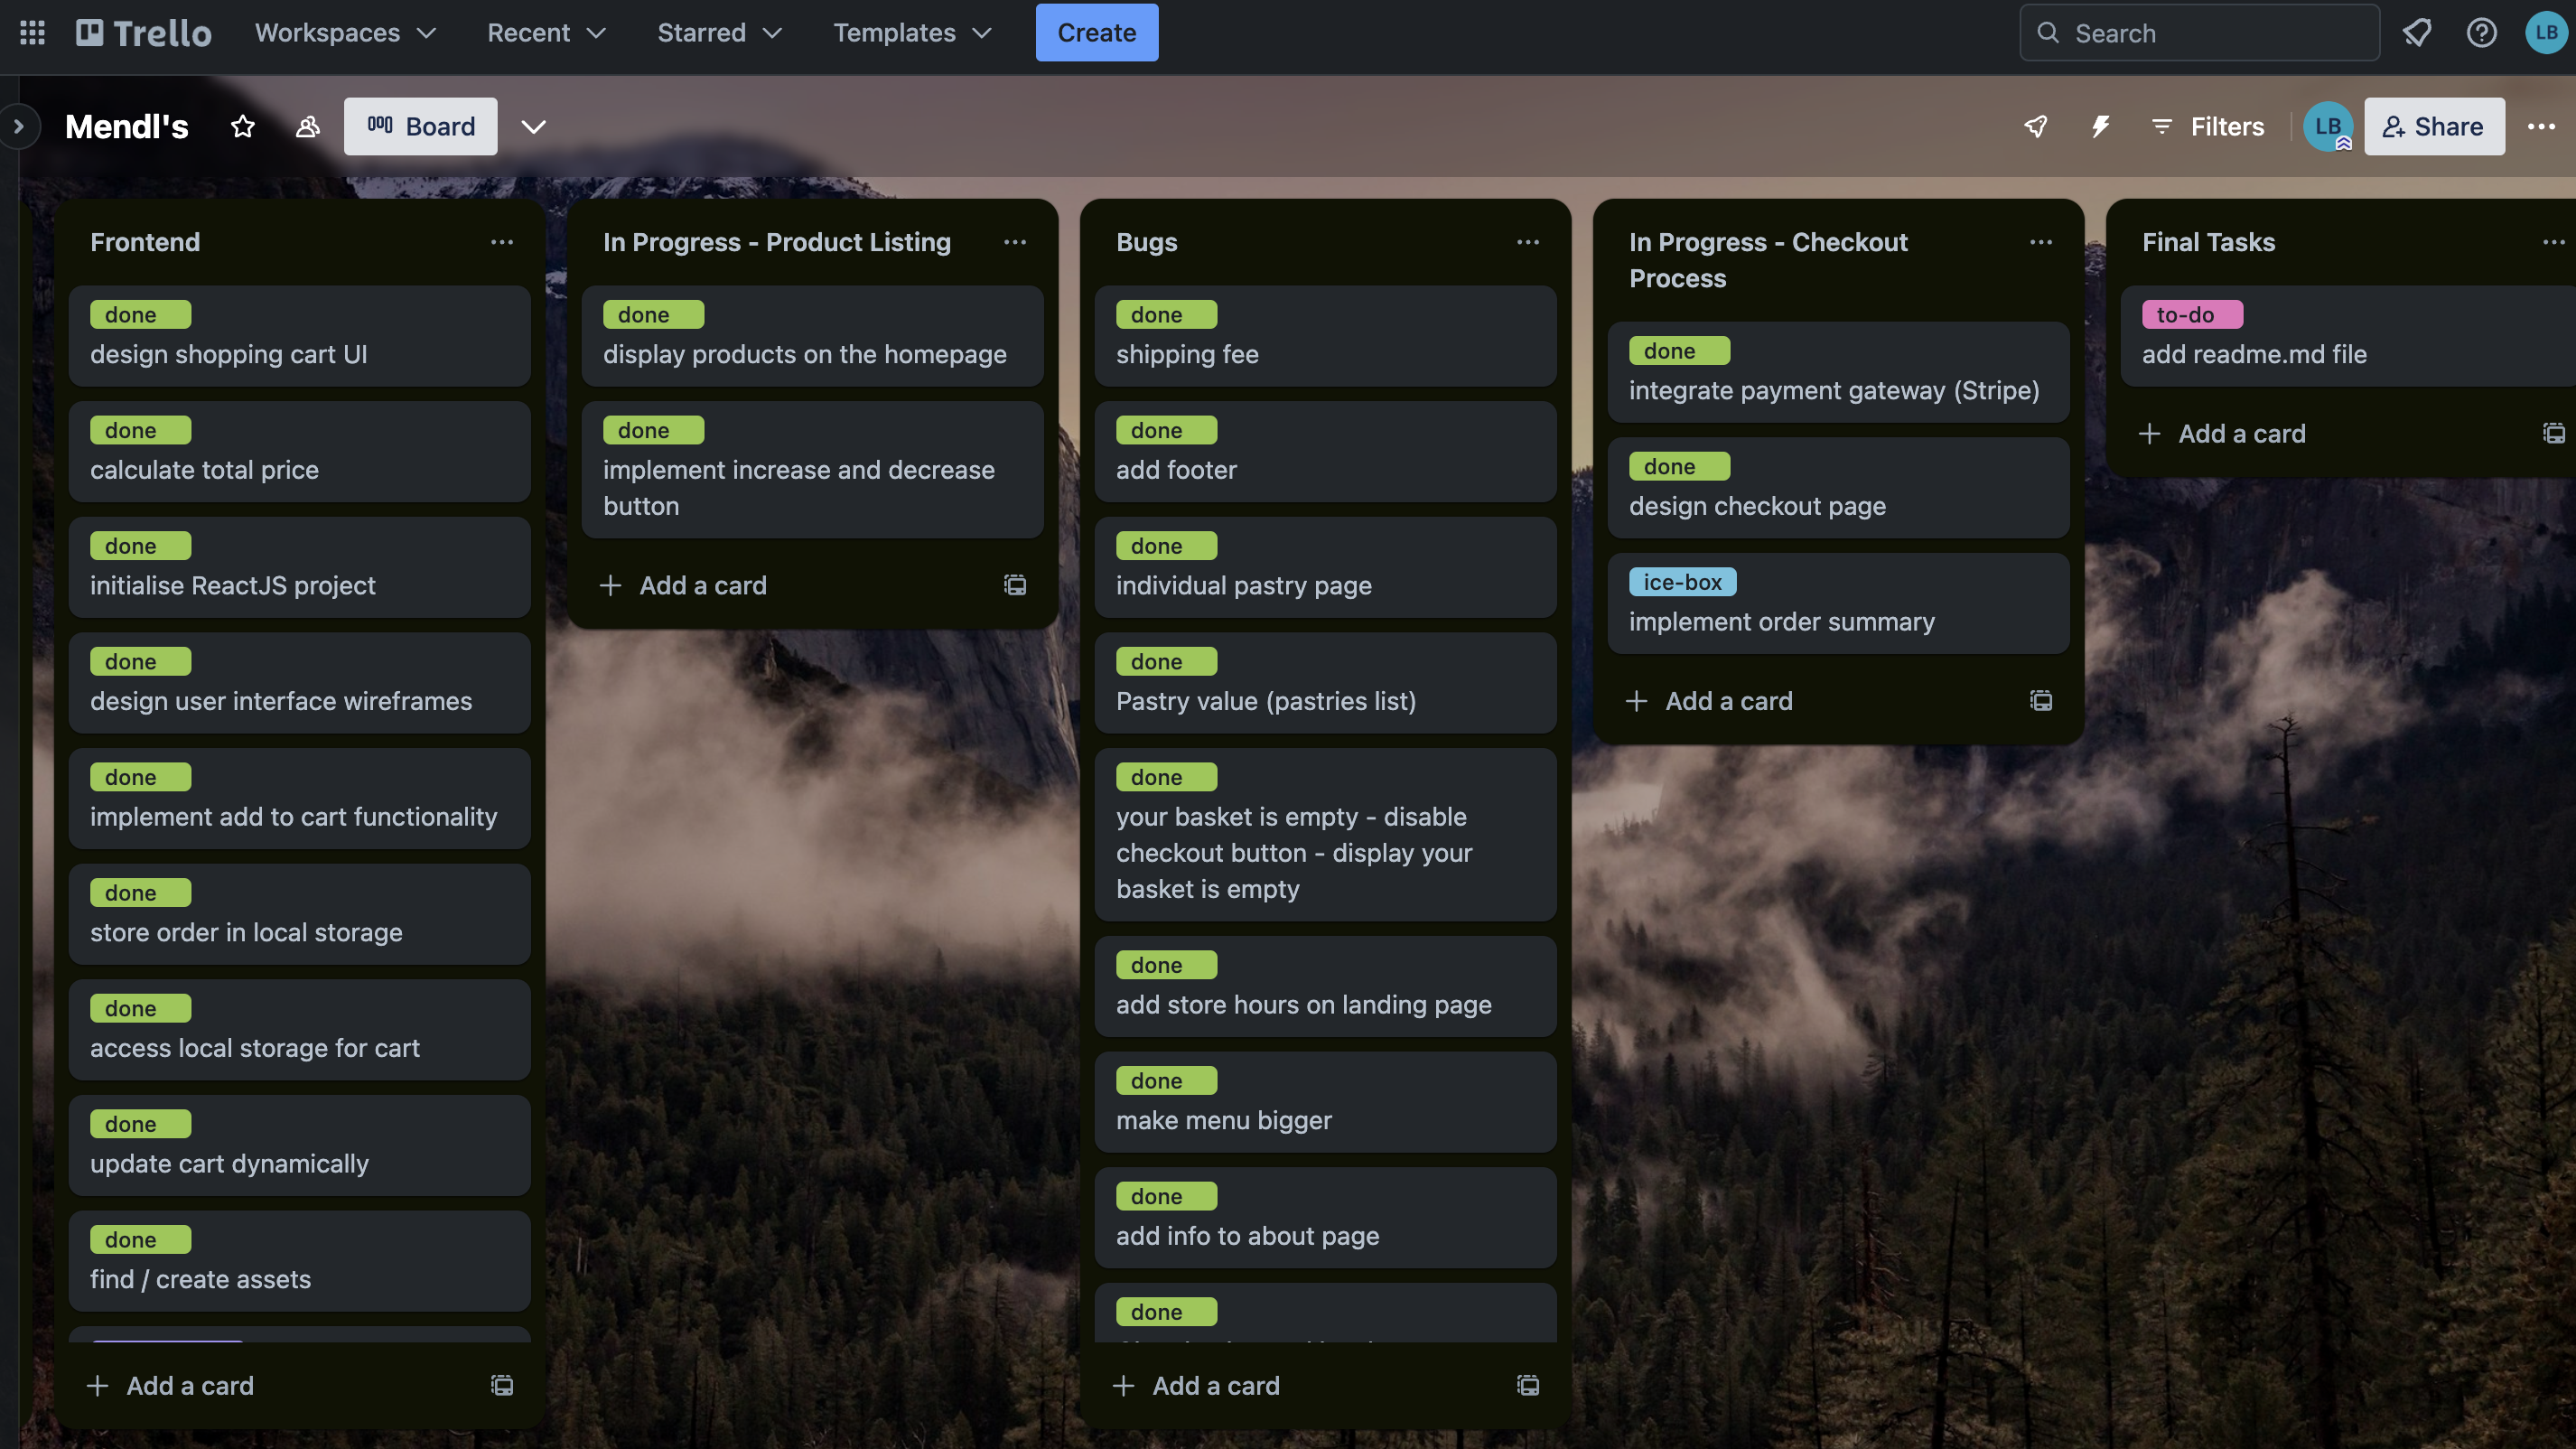 Trello
Workspaces
Recent
Starred
Templates
Create
Search
LB
Mendl's
Board
Filters
LB
Share
Frontend
done
design shopping cart UI
done
calculate total price
done
initialise ReactJS project
done
design user interface wireframes
done
implement add to cart functionality
done
store order in local storage
done
access local storage for cart
done
update cart dynamically
done
find / create assets
Add a card
In Progress - Product Listing
done
display products on the homepage
done
implement increase and decrease
button
Add a card
Bugs
done
shipping fee
done
add footer
done
individual pastry page
done
Pastry value (pastries list)
done
your basket is empty - disable
checkout button - display your
basket is empty
done
add store hours on landing page
done
make menu bigger
done
add info to about page
done
Add a card
In Progress - Checkout
Process
done
integrate payment gateway (Stripe)
done
design checkout page
ice-box
implement order summary
Add a card
Final Tasks
to-do
add readme.md file
Add a card